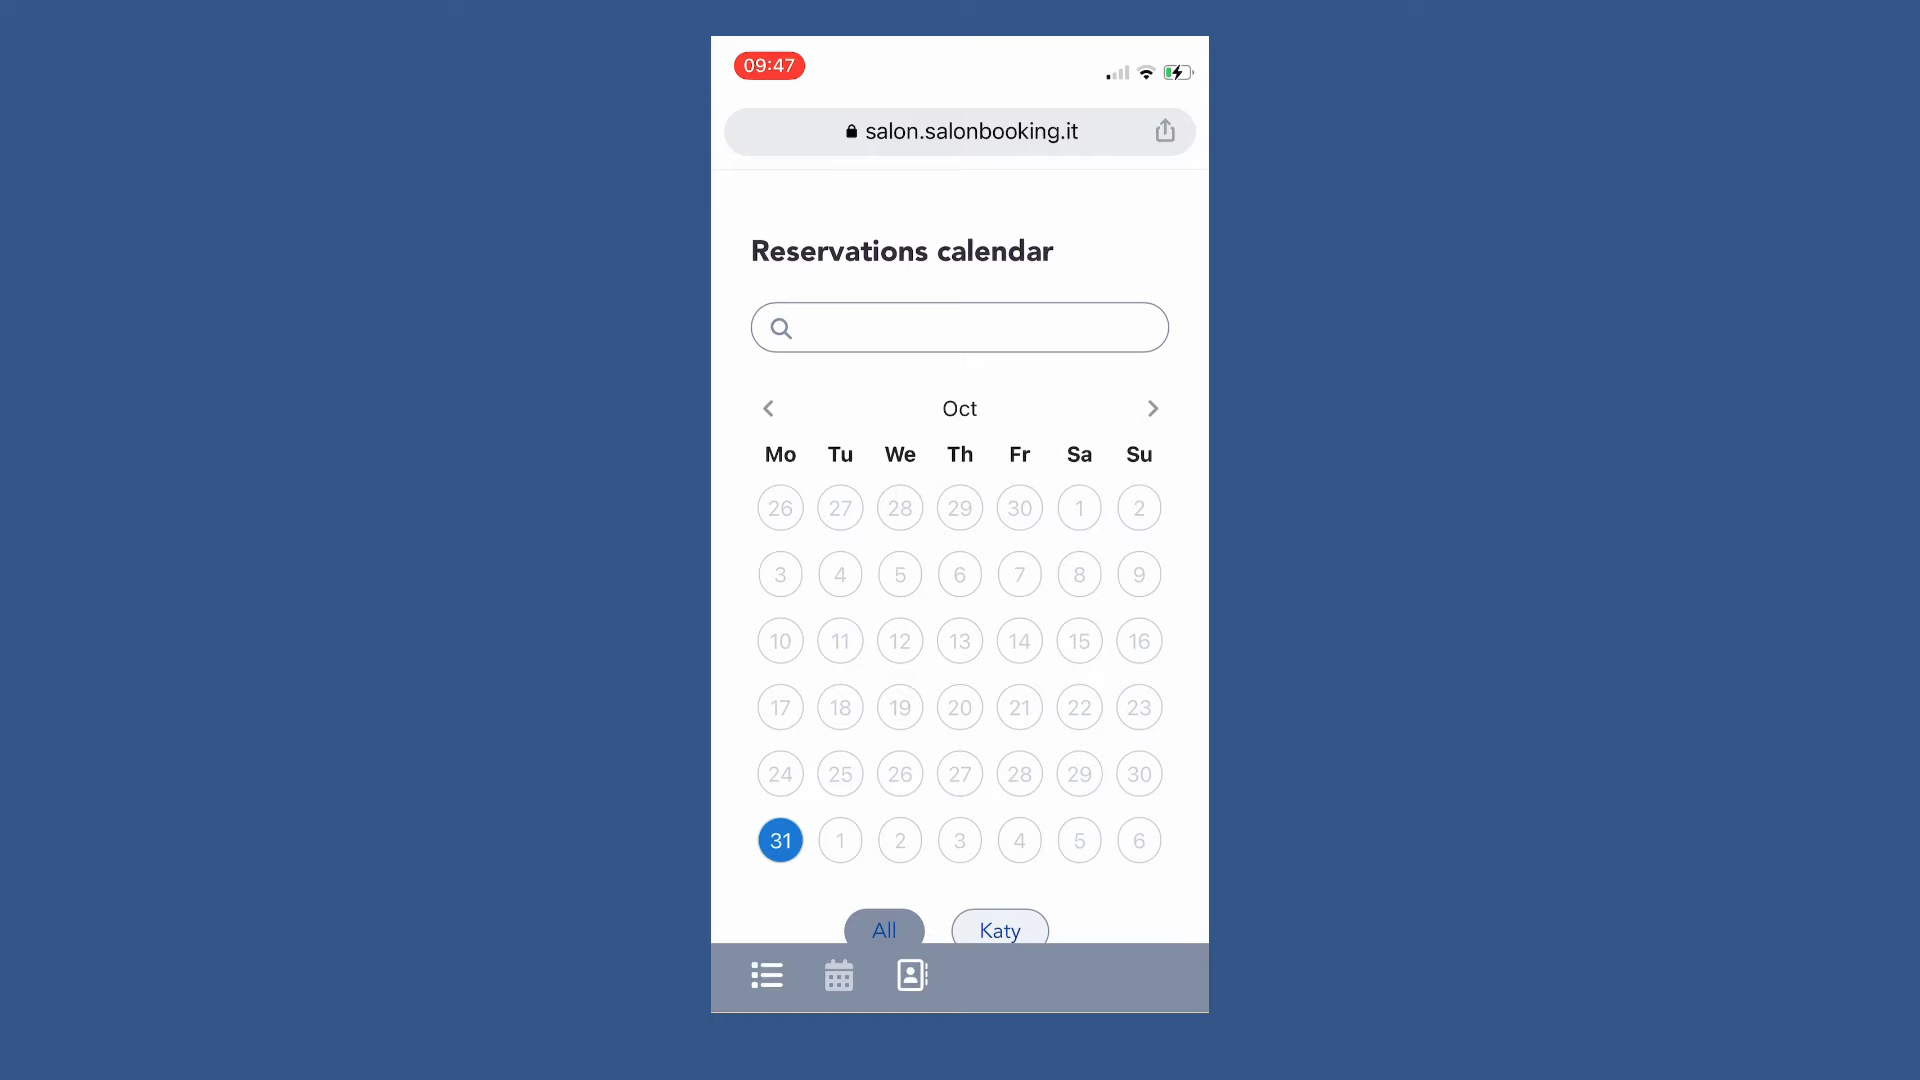 09:47
salon.salonbooking.it
Reservations calendar
Oct
Mo Tu We Th Fr Sa Su
26 27 28 29 30 1 2
3 4 5 6 7 8 9
10 11 12 13 14 15 16
17 18 19 20 21 22 23
24 25 26 27 28 29 30
31 1 2 3 4 5 6
All Katy